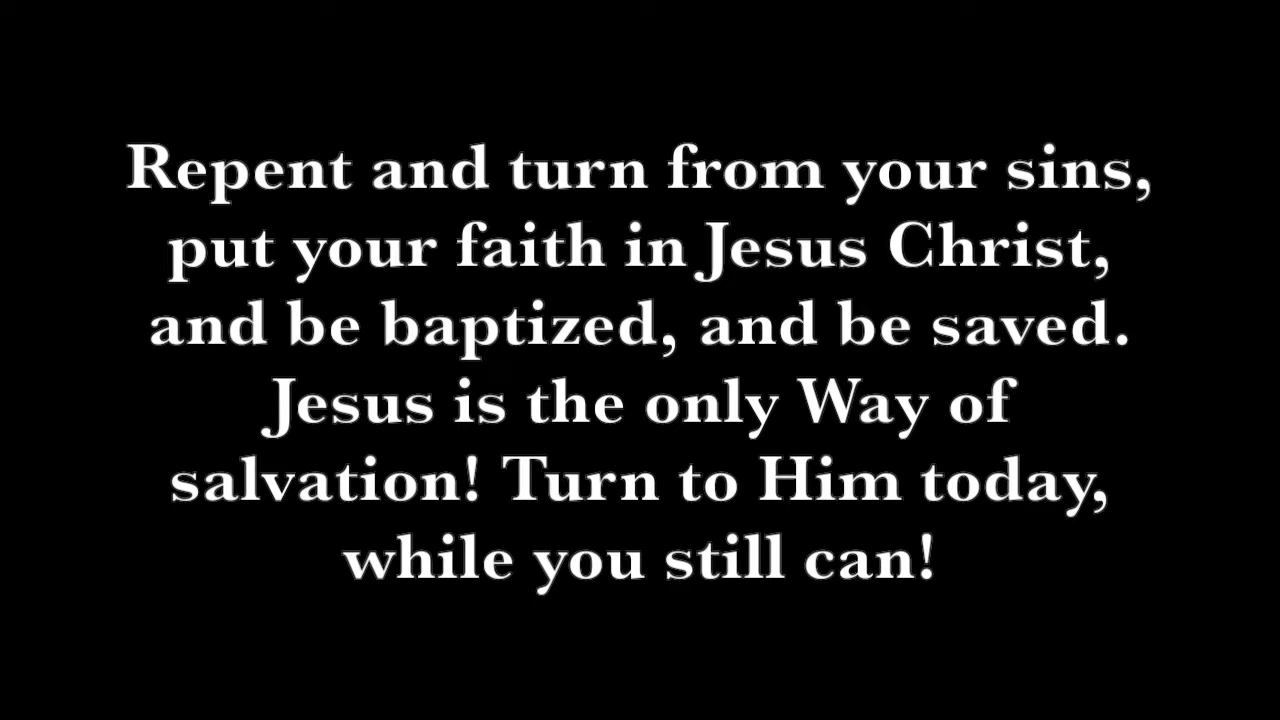 Repent and turn from your sins,
put your faith in Jesus Christ,
and be baptized, and be saved.
Jesus is the only Way of
salvation! Turn to Him today,
while you still can!